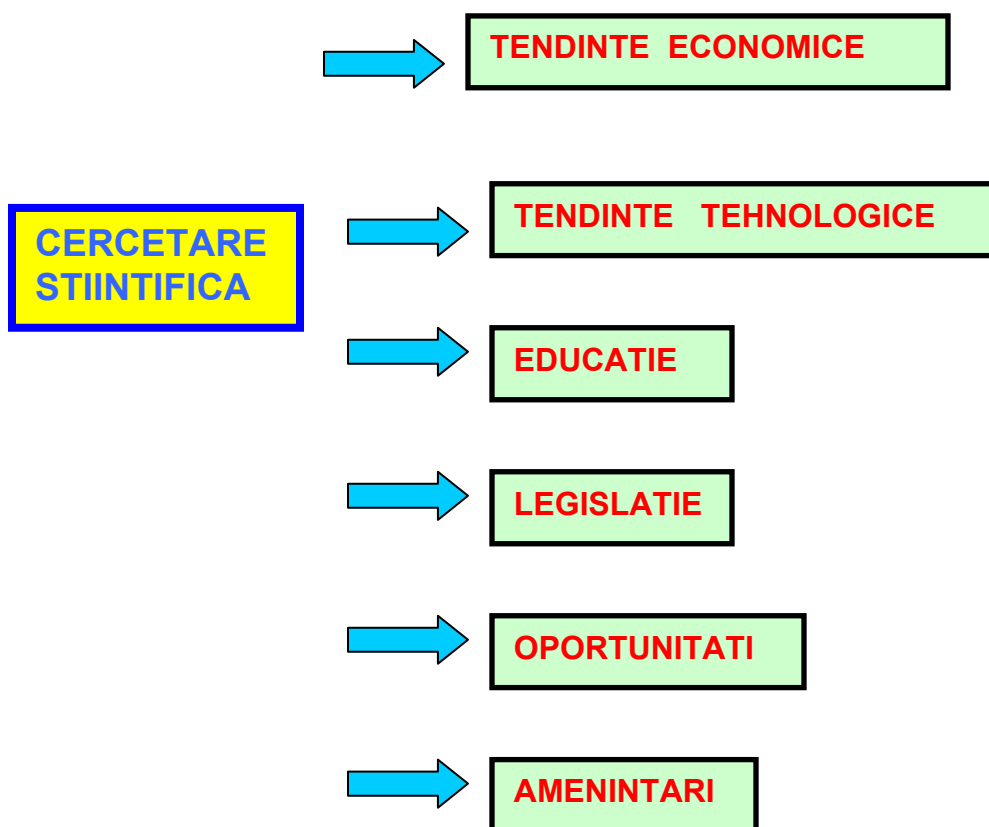 TENDINTE ECONOMICE
TENDINTE TEHNOLOGICE
CERCETARE
STIINTIFICA
EDUCATIE
LEGISLATIE
OPORTUNITATI
AMENINTARI